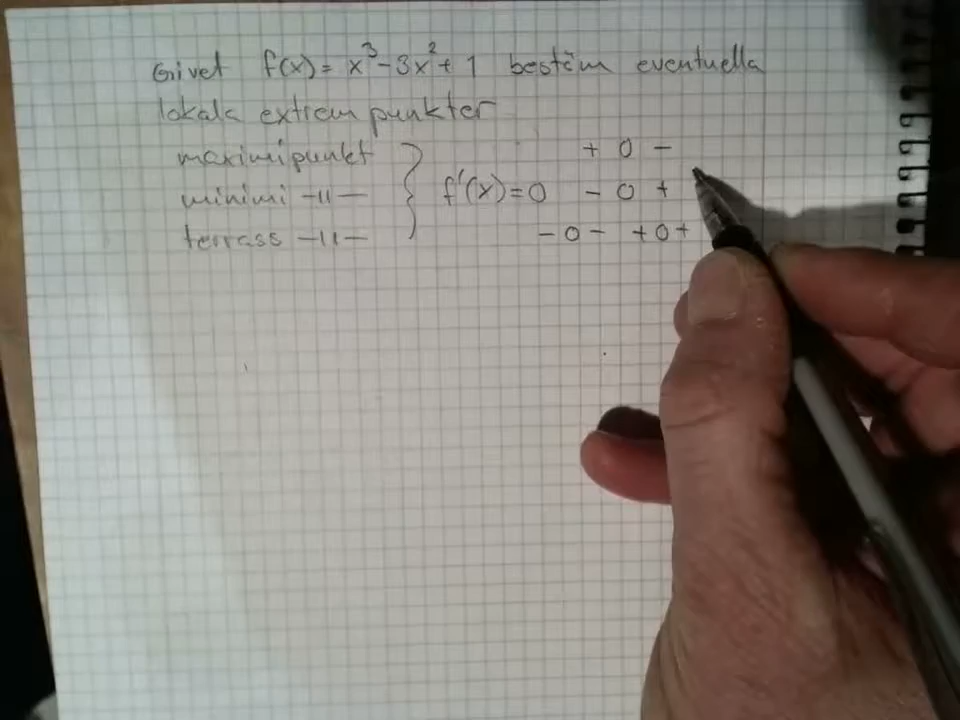 Givet f(x) = x³ - 3x² + 1 bestäm eventuella
lokala extrempunkter
maximipunkt + 0 -
minimi -11- } f'(x) = 0 - 0 +
terrass -11- - 0 - + 0 +